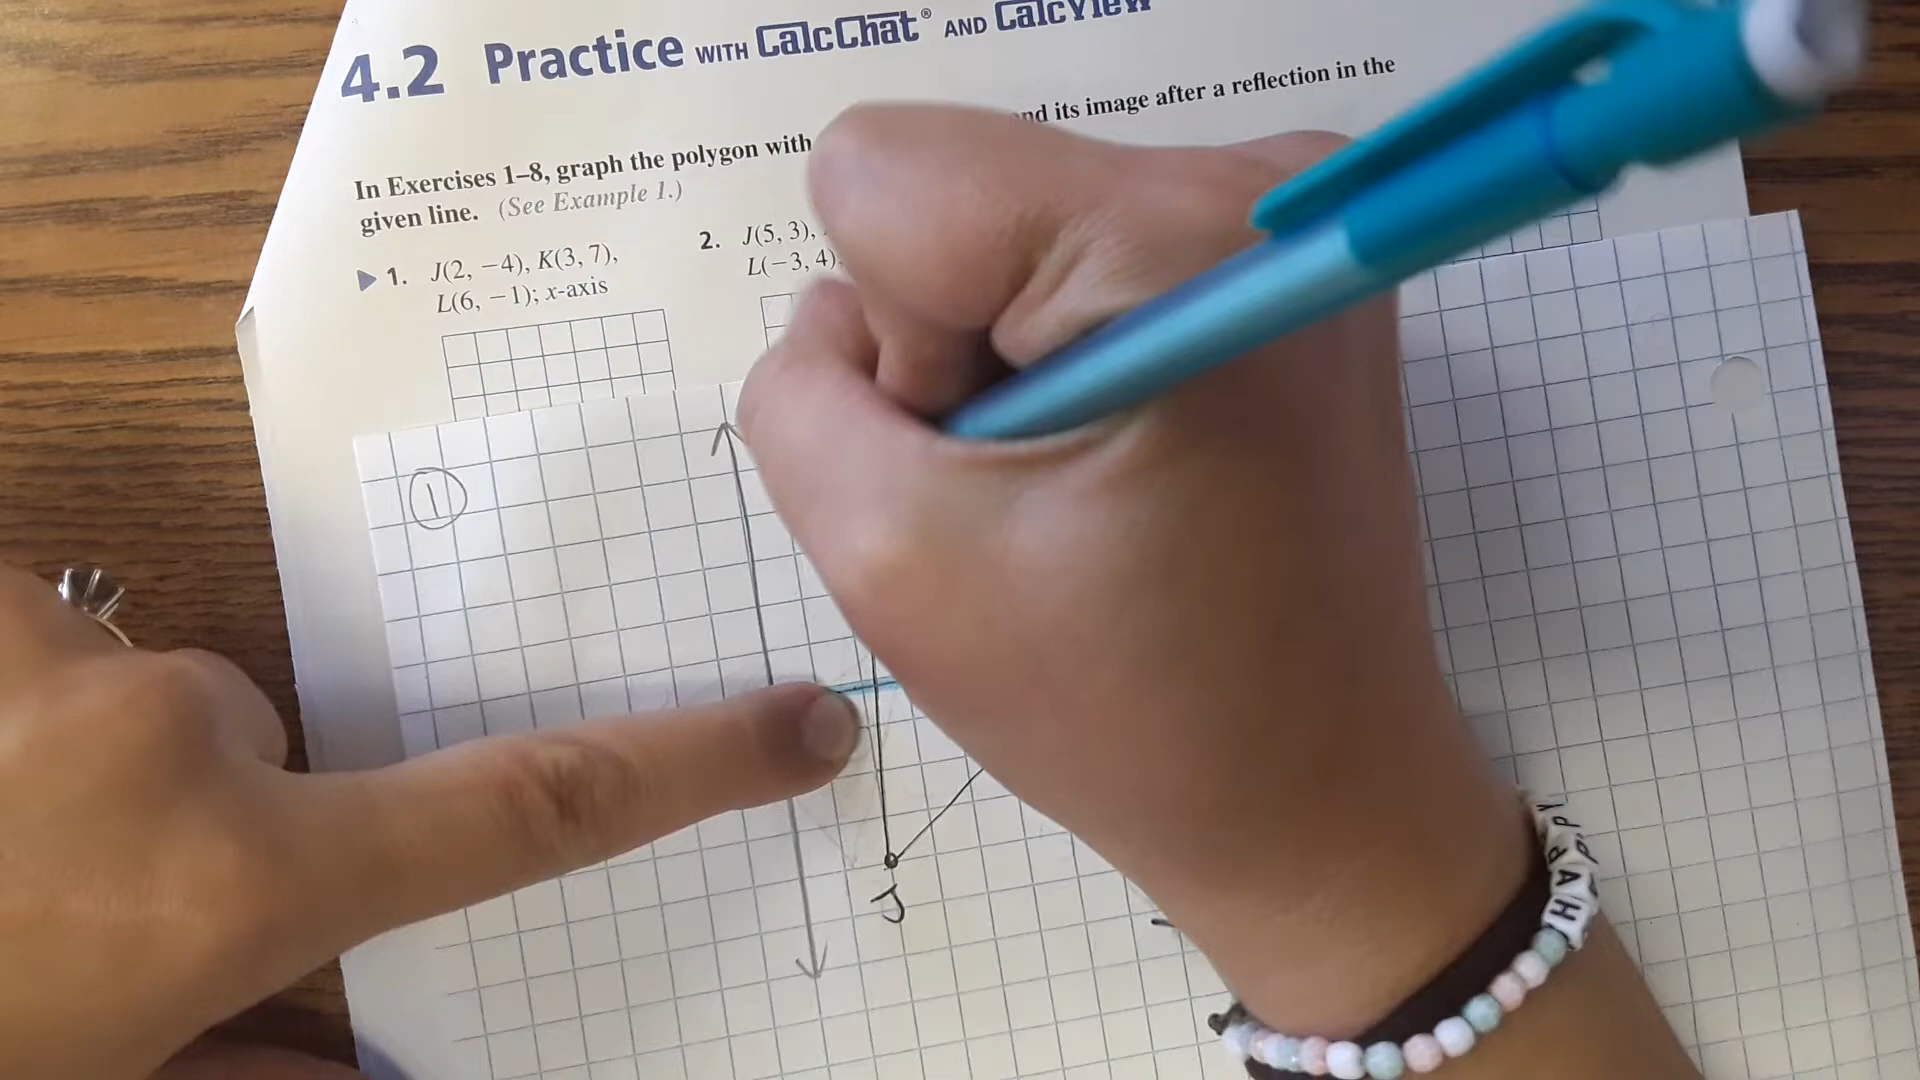 4.2 Practice WITH CalcChat® AND CalcView
In Exercises 1–8, graph the polygon with and its image after a reflection in the
given line. (See Example 1.)
1. J(2, −4), K(3, 7),
L(6, −1); x-axis
2. J(5, 3),
L(−3, 4)
1
J
HAPPY